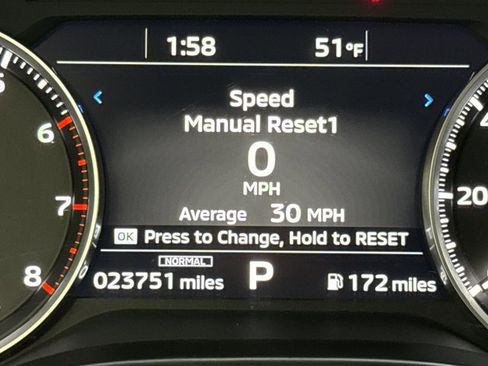 1:58 51°F
Speed
Manual Reset1
0
MPH
Average 30 MPH
OK Press to Change, Hold to RESET
NORMAL
023751 miles P 172 miles
6
7
8
20